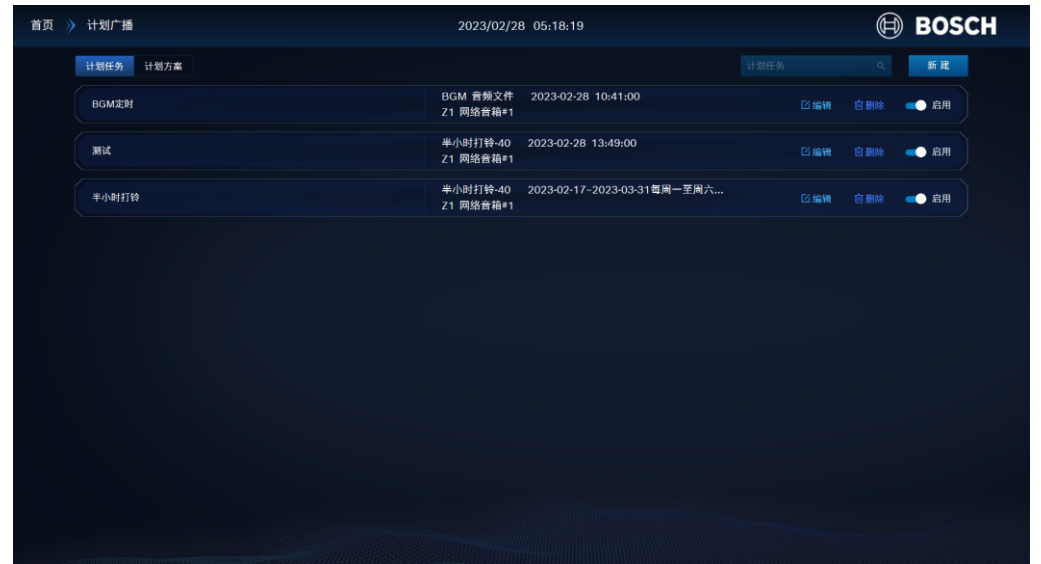 首页 》 计划广播 2023/02/28 05:18:19 BOSCH
计划任务 计划方案 计划任务 新建
BGM定时 BGM 音频文件 2023-02-28 10:41:00 编辑 删除 启用
Z1 网络音箱#1
测试 半小时打铃-40 2023-02-28 13:49:00 编辑 删除 启用
Z1 网络音箱#1
半小时打铃 半小时打铃-40 2023-02-17~2023-03-31每周一至周六... 编辑 删除 启用
Z1 网络音箱#1